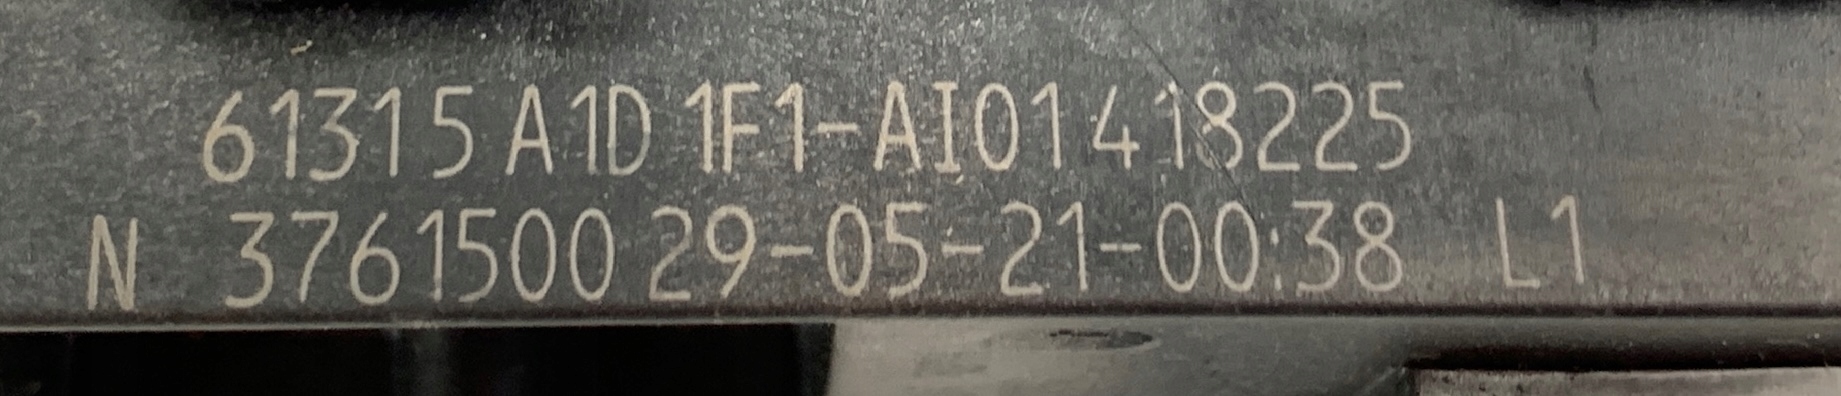 61315 A1D 1F1-AI01418225
N 3761500 29-05-21-00:38 L1